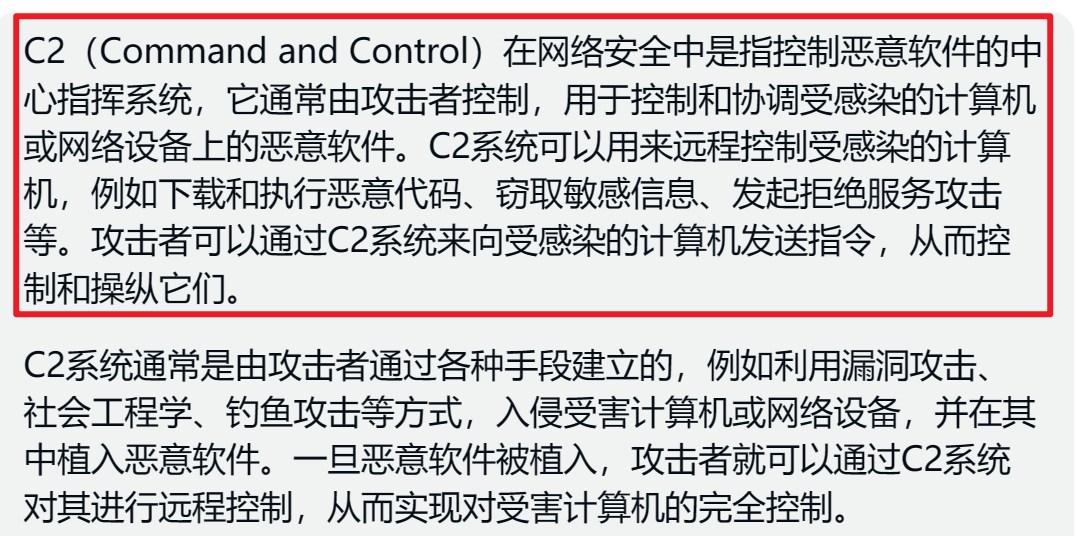 C2（Command and Control）在网络安全中是指控制恶意软件的中
心指挥系统，它通常由攻击者控制，用于控制和协调受感染的计算机
或网络设备上的恶意软件。C2系统可以用来远程控制受感染的计算
机，例如下载和执行恶意代码、窃取敏感信息、发起拒绝服务攻击
等。攻击者可以通过C2系统来向受感染的计算机发送指令，从而控
制和操纵它们。
C2系统通常是由攻击者通过各种手段建立的，例如利用漏洞攻击、
社会工程学、钓鱼攻击等方式，入侵受害计算机或网络设备，并在其
中植入恶意软件。一旦恶意软件被植入，攻击者就可以通过C2系统
对其进行远程控制，从而实现对受害计算机的完全控制。